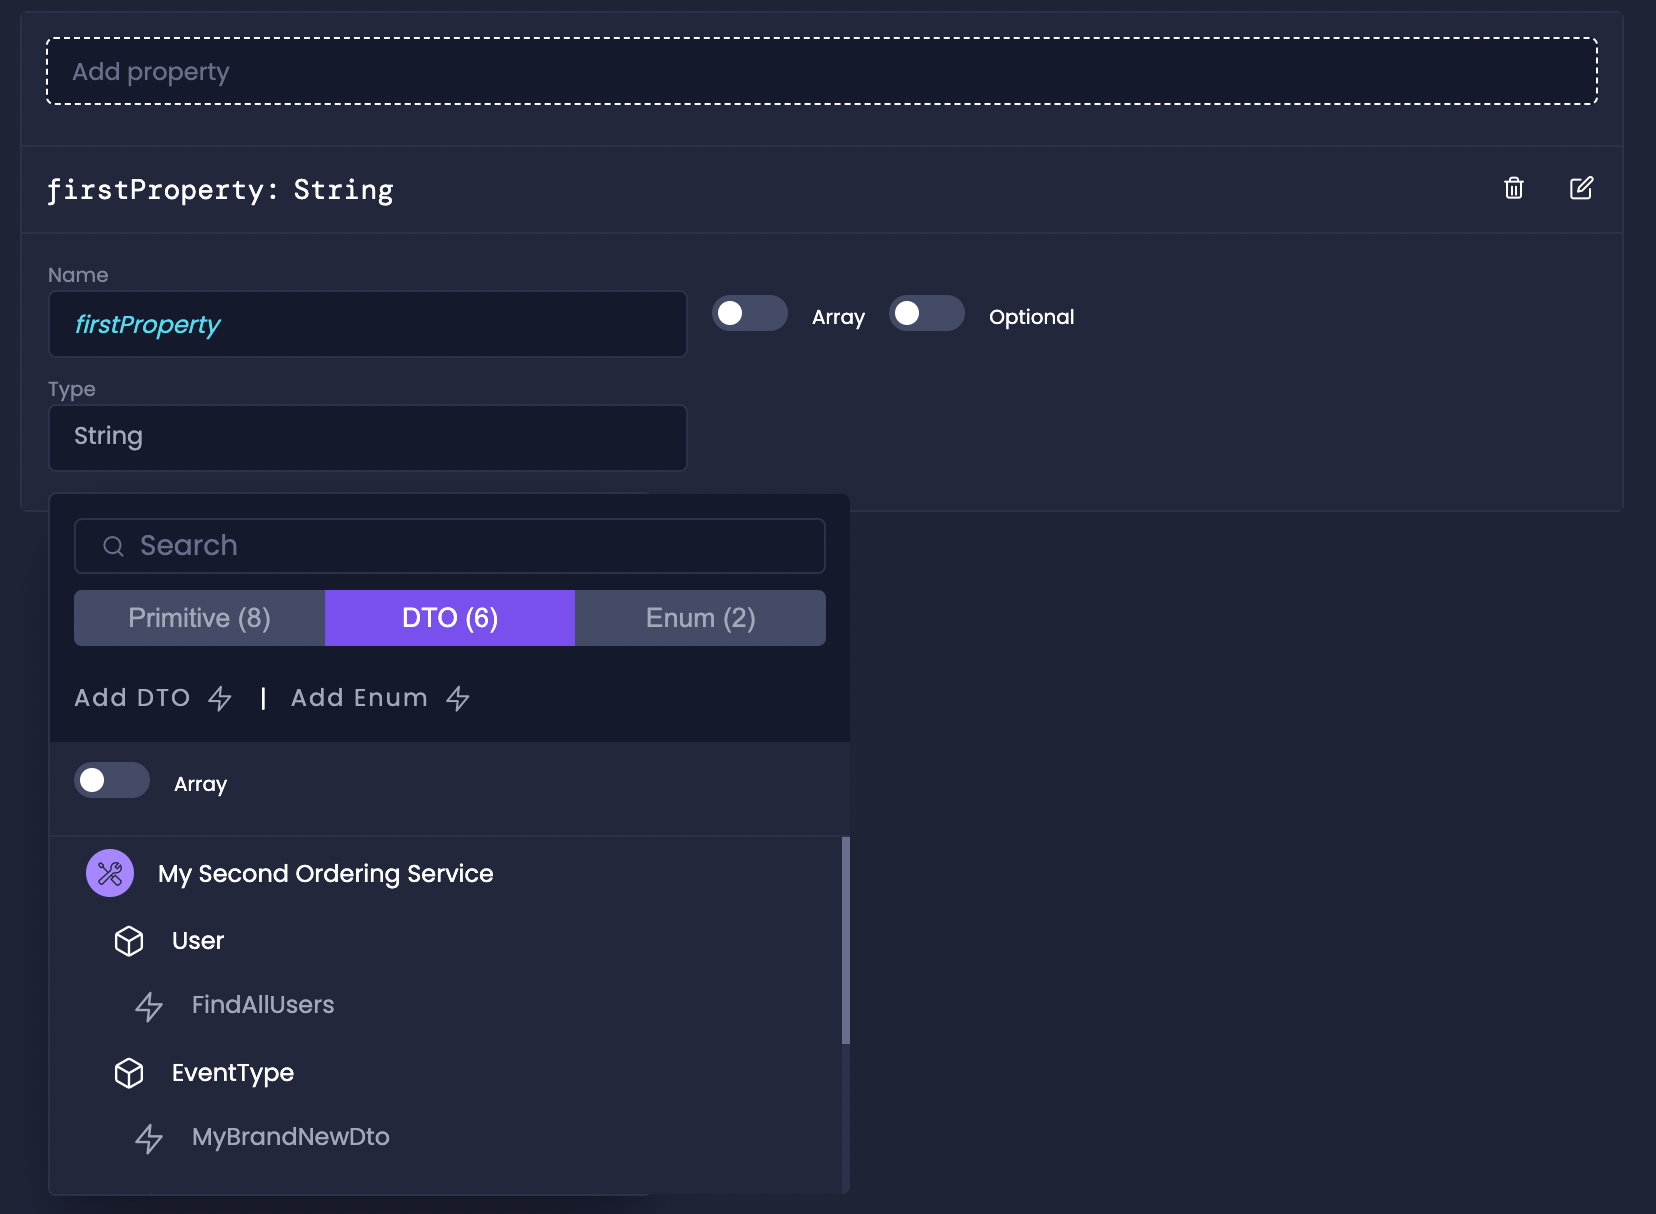 Add property
firstProperty: String
Name
firstProperty
Array
Optional
Type
String
Search
Primitive (8)
DTO (6)
Enum (2)
Add DTO | Add Enum
Array
My Second Ordering Service
User
FindAllUsers
EventType
MyBrandNewDto